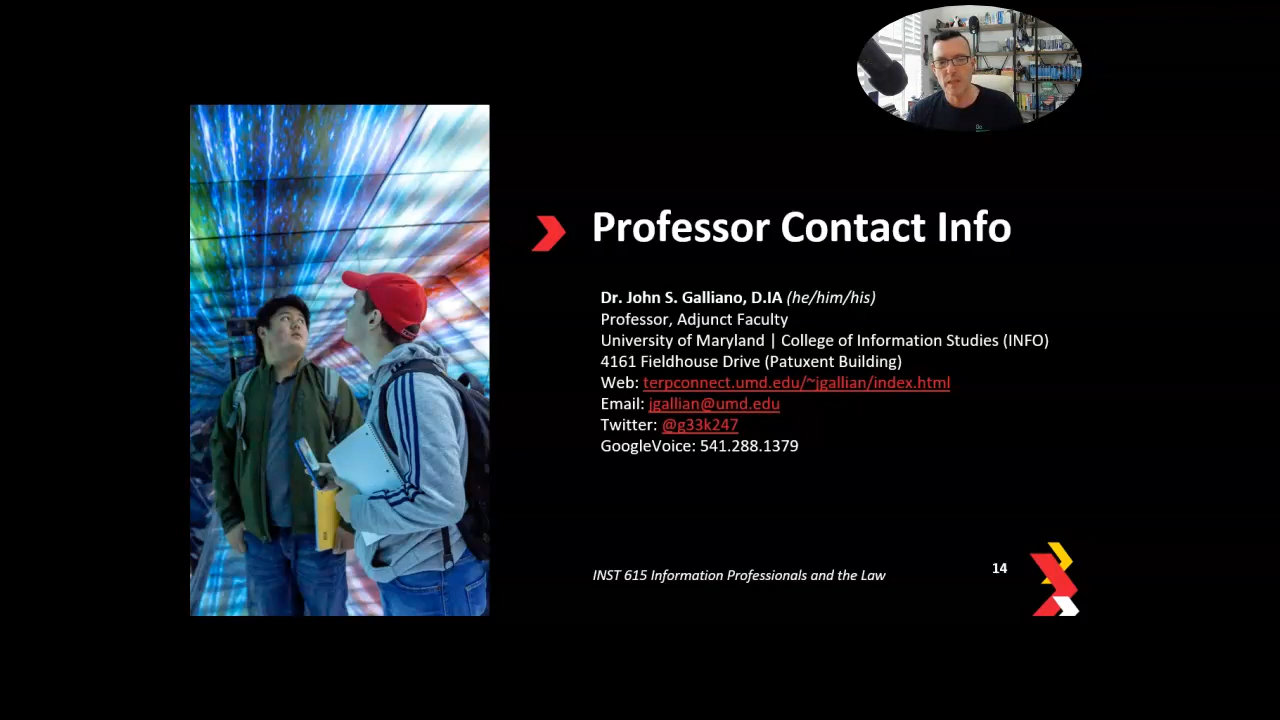 Professor Contact Info
Dr. John S. Galliano, D.IA (he/him/his)
Professor, Adjunct Faculty
University of Maryland | College of Information Studies (INFO)
4161 Fieldhouse Drive (Patuxent Building)
Web: terpconnect.umd.edu/~jgallian/index.html
Email: jgallian@umd.edu
Twitter: @g33k247
GoogleVoice: 541.288.1379
INST 615 Information Professionals and the Law
14